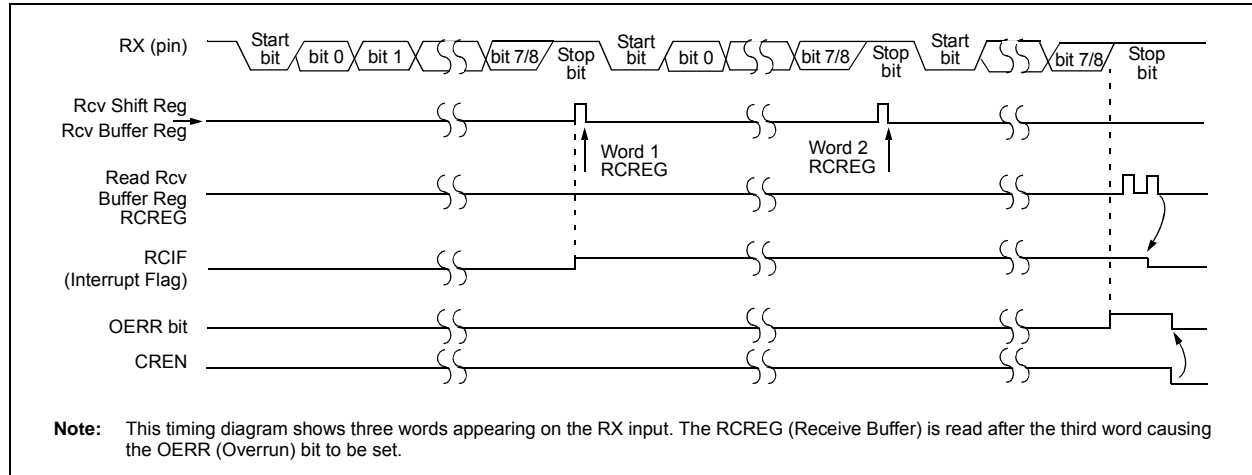 RX (pin)
Start bit
bit 0
bit 1
bit 7/8
Stop bit
Start bit
bit 0
bit 7/8
Stop bit
Start bit
bit 7/8
Stop bit
Rcv Shift Reg
Rcv Buffer Reg
Word 1
RCREG
Word 2
RCREG
Read Rcv
Buffer Reg
RCREG
RCIF
(Interrupt Flag)
OERR bit
CREN
Note: This timing diagram shows three words appearing on the RX input. The RCREG (Receive Buffer) is read after the third word causing
the OERR (Overrun) bit to be set.